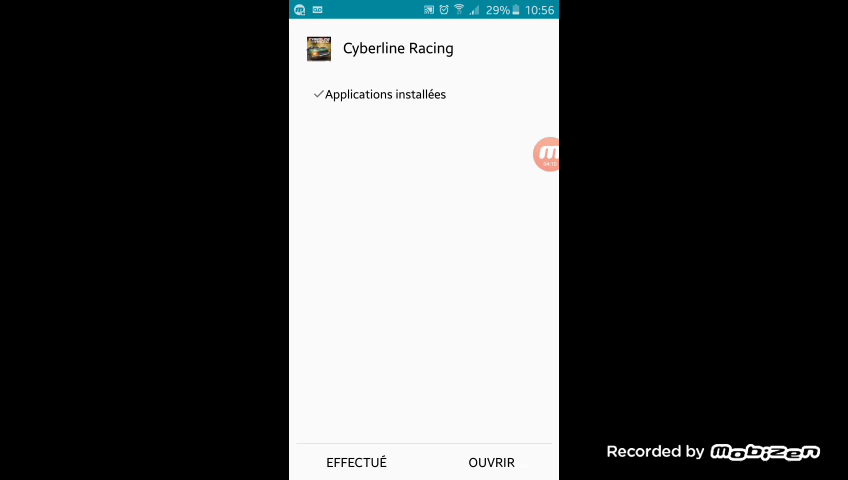 29% 10:56
Cyberline Racing
Applications installées
EFFECTUÉ OUVRIR
Recorded by mobizen